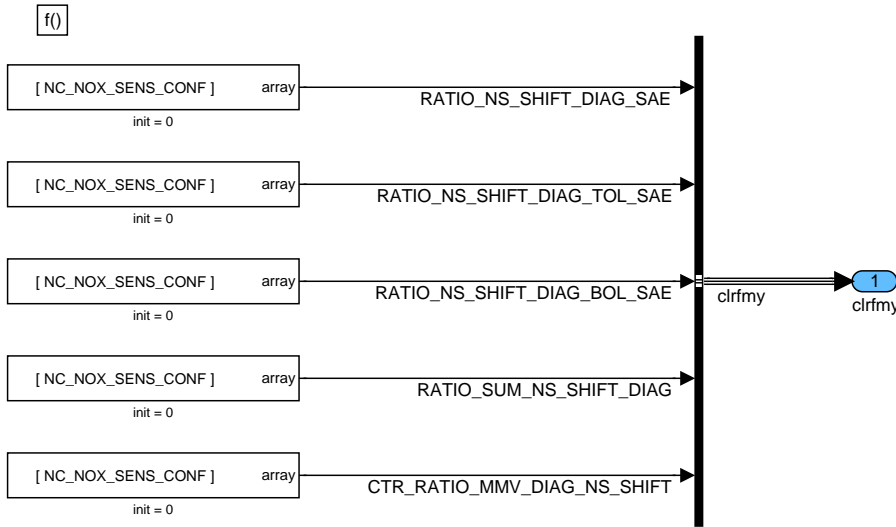 f()
[ NC_NOX_SENS_CONF ] array
RATIO_NS_SHIFT_DIAG_SAE
init = 0
[ NC_NOX_SENS_CONF ] array
RATIO_NS_SHIFT_DIAG_TOL_SAE
init = 0
[ NC_NOX_SENS_CONF ] array
RATIO_NS_SHIFT_DIAG_BOL_SAE
init = 0
clrfmy
1
clrfmy
[ NC_NOX_SENS_CONF ] array
RATIO_SUM_NS_SHIFT_DIAG
init = 0
[ NC_NOX_SENS_CONF ] array
CTR_RATIO_MMV_DIAG_NS_SHIFT
init = 0